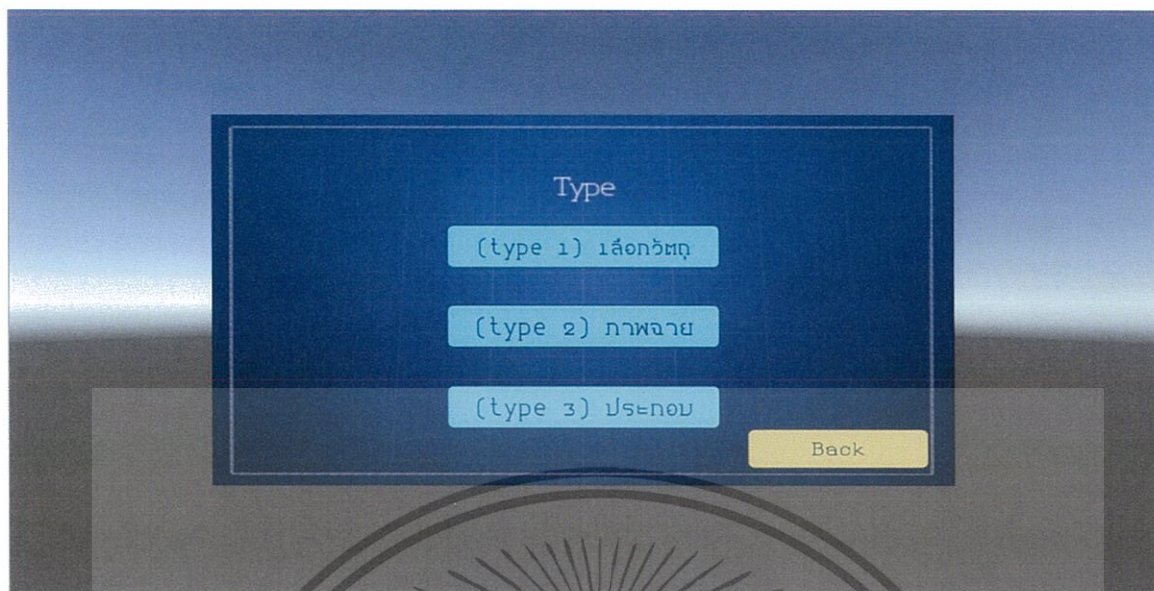 Type
(type 1) เลือกวัตถุ
(type 2) ภาพฉาย
(type 3) ประกอบ
Back